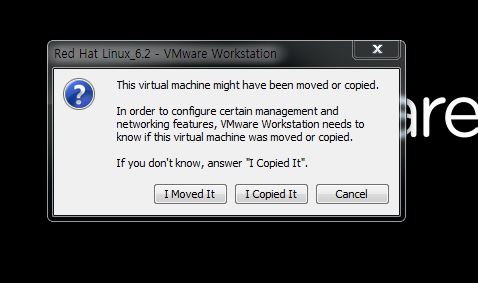 Red Hat Linux_6.2 - VMware Workstation
x
This virtual machine might have been moved or copied.
In order to configure certain management and
networking features, VMware Workstation needs to
know if this virtual machine was moved or copied.
If you don't know, answer "I Copied It".
are
?
I Moved It I Copied It Cancel